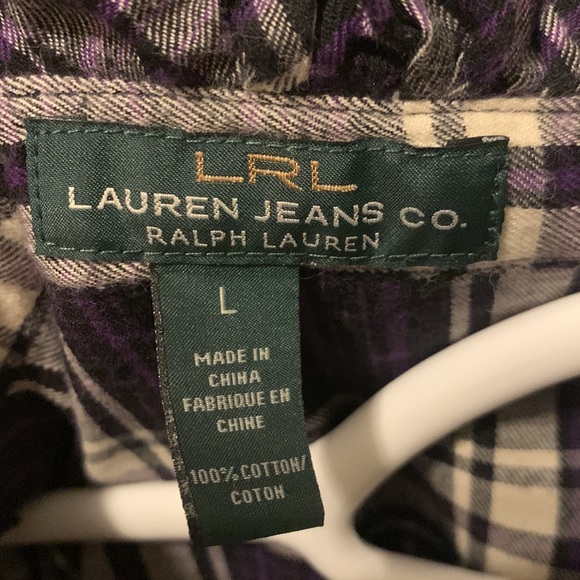 LRL
LAUREN JEANS CO.
RALPH LAUREN
L
MADE IN
CHINA
FABRIQUE EN
CHINE
100% COTTON/
COTON